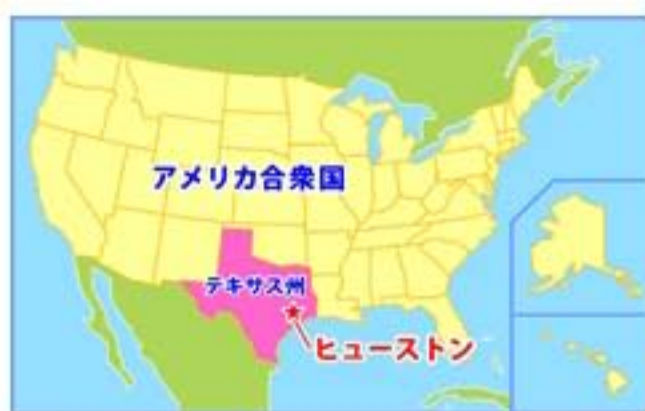 アメリカ合衆国
テキサス州
ヒューストン